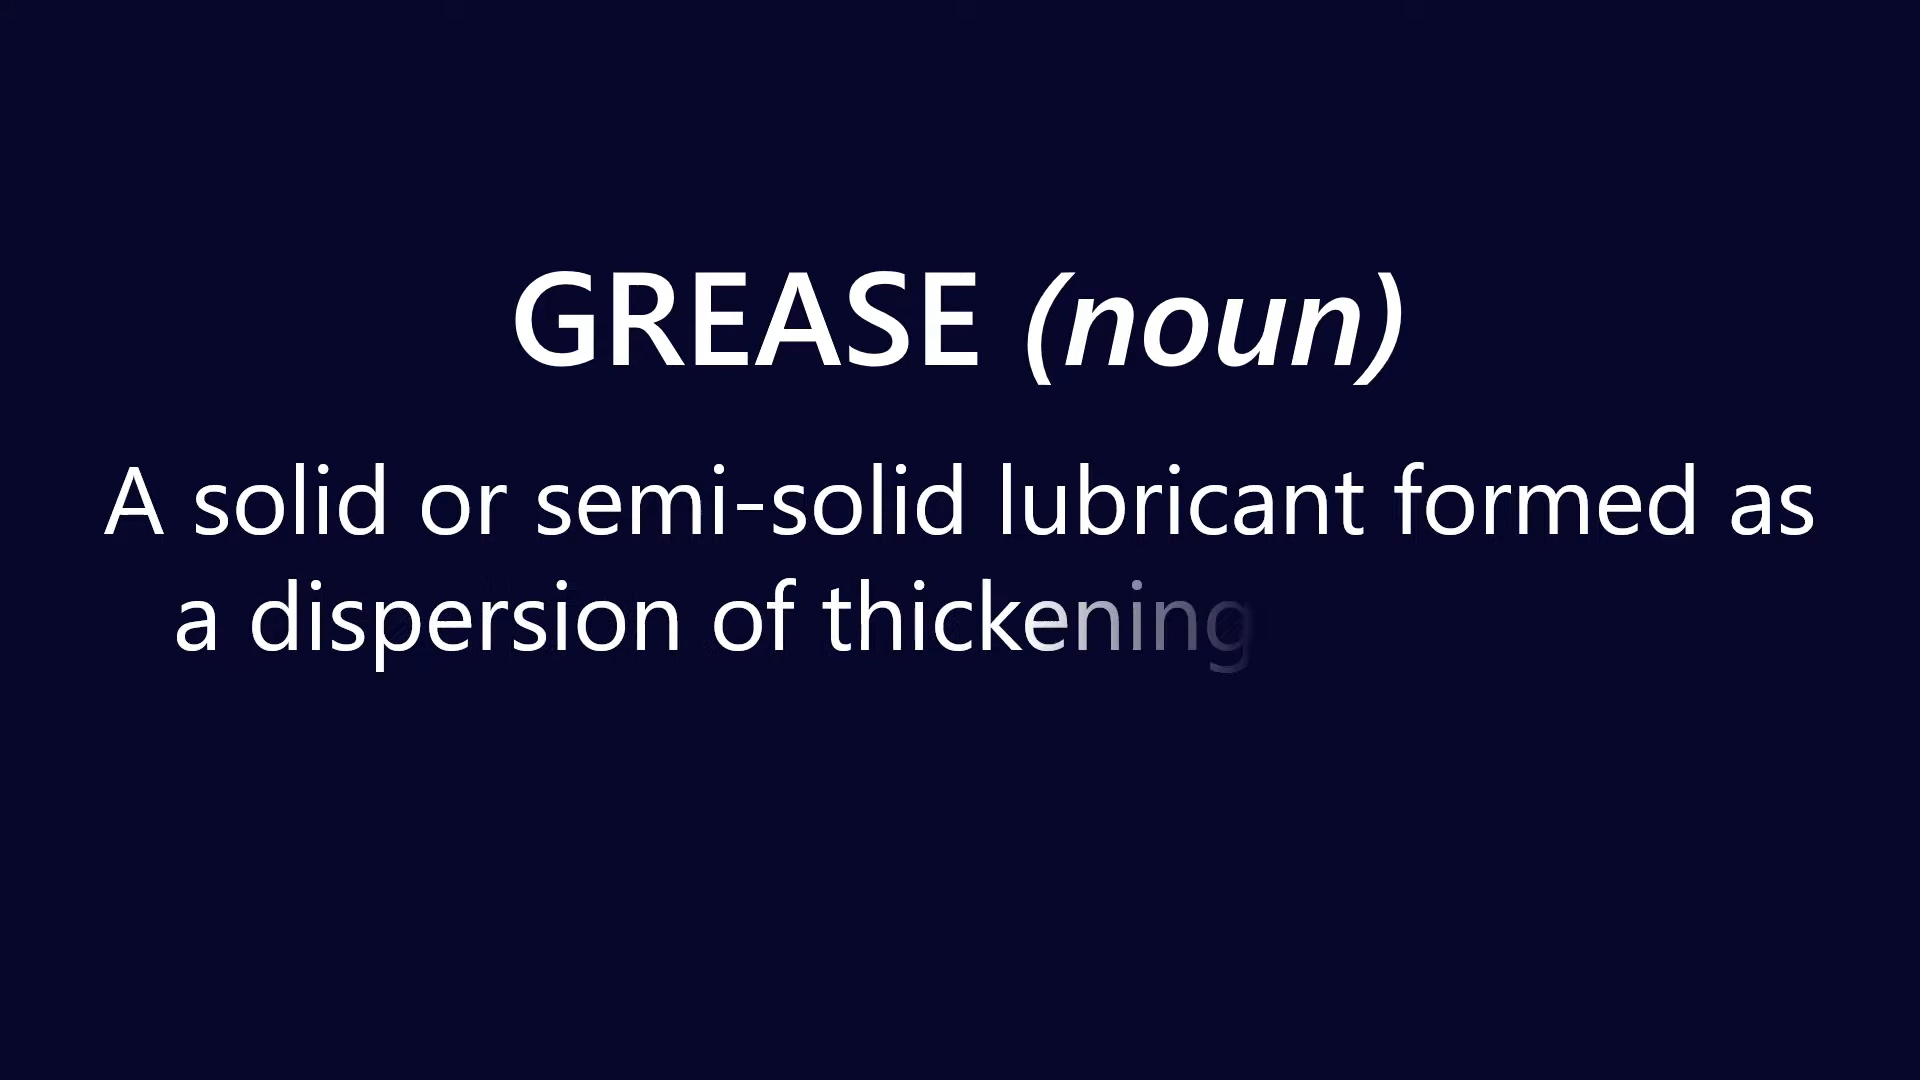 GREASE (noun)
A solid or semi-solid lubricant formed as
a dispersion of thickening